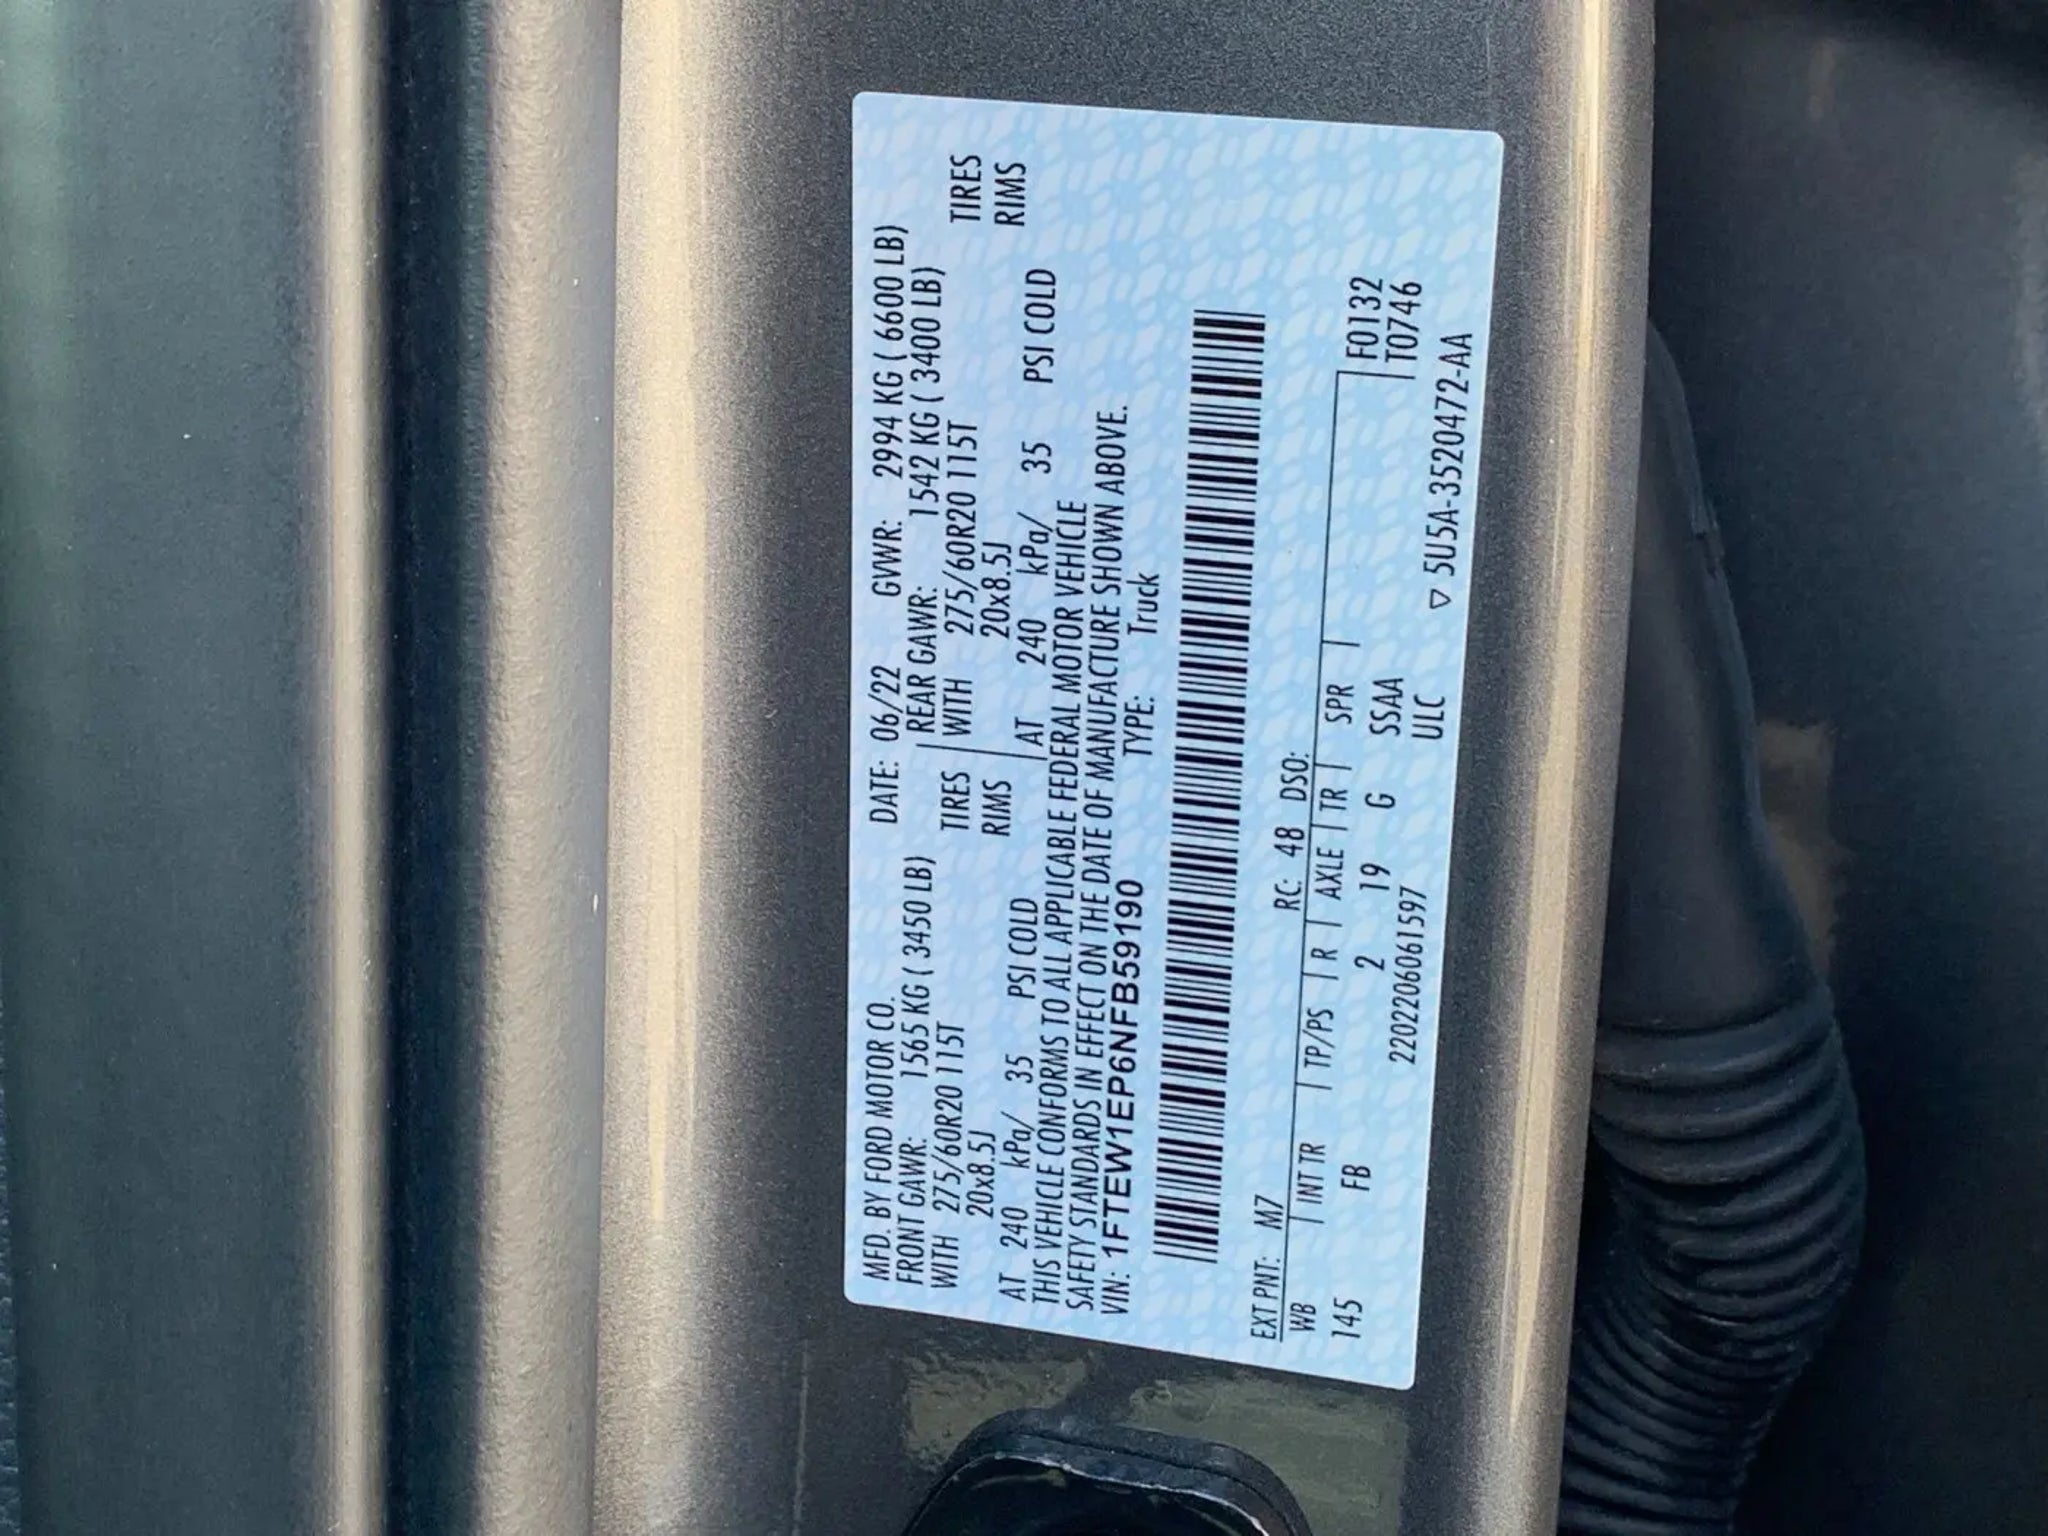 MFD. BY FORD MOTOR CO. DATE: 06/22 GVWR: 2994 KG ( 6600 LB)
FRONT GAWR: 1565 KG ( 3450 LB) REAR GAWR: 1542 KG ( 3400 LB)
WITH 275/60R20 115T TIRES WITH 275/60R20 115T TIRES
20x8.5J RIMS 20x8.5J RIMS
AT 240 kPa/ 35 PSI COLD AT 240 kPa/ 35 PSI COLD
THIS VEHICLE CONFORMS TO ALL APPLICABLE FEDERAL MOTOR VEHICLE
SAFETY STANDARDS IN EFFECT ON THE DATE OF MANUFACTURE SHOWN ABOVE.
VIN: 1FTEW1EP6NFB59190 TYPE: Truck
EXT PNT: M7 RC: 48 DSO:
WB INT TR TP/PS R AXLE TR SPR F0132
145 FB 2 19 G SSAA T0746
2202206061597 ULC
▽ 5U5A-3520472-AA